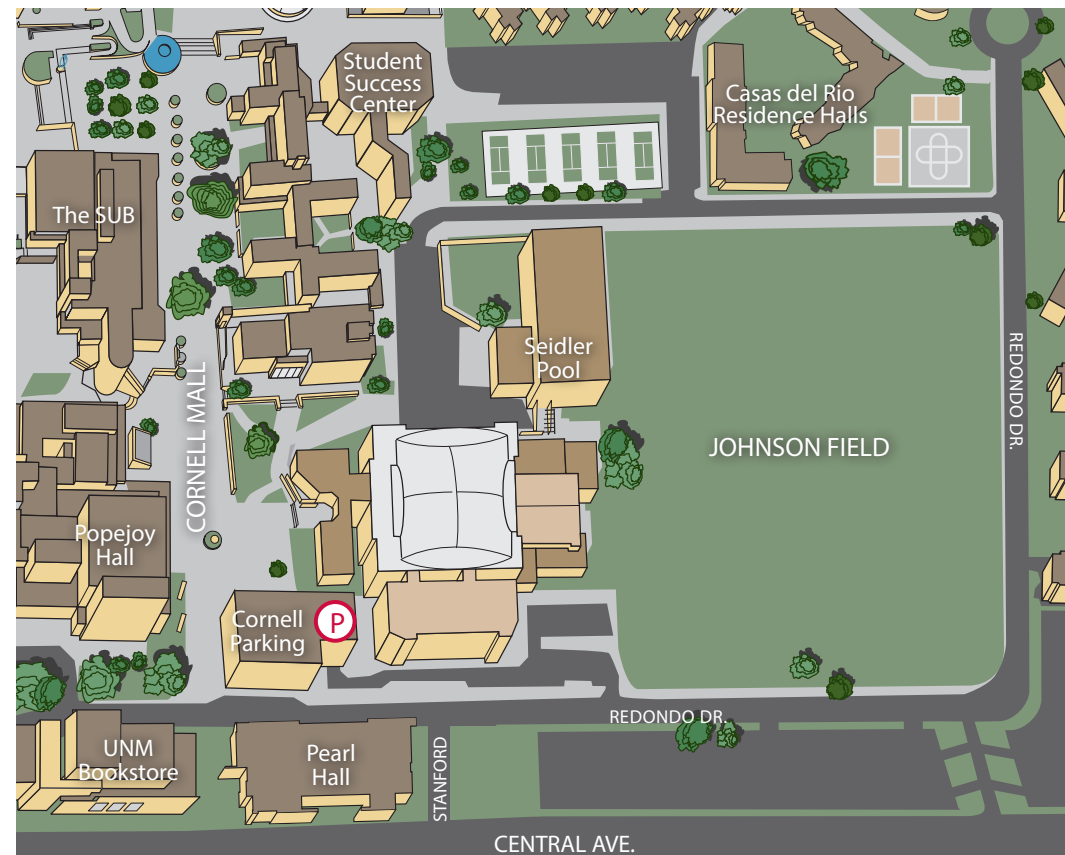 Student
Success
Center
Casas del Rio
Residence Halls
The SUB
Seidler
Pool
REDONDO DR.
CORNELL MALL
JOHNSON FIELD
Popejoy
Hall
Cornell
Parking
P
REDONDO DR.
UNM
Bookstore
Pearl
Hall
STANFORD
CENTRAL AVE.